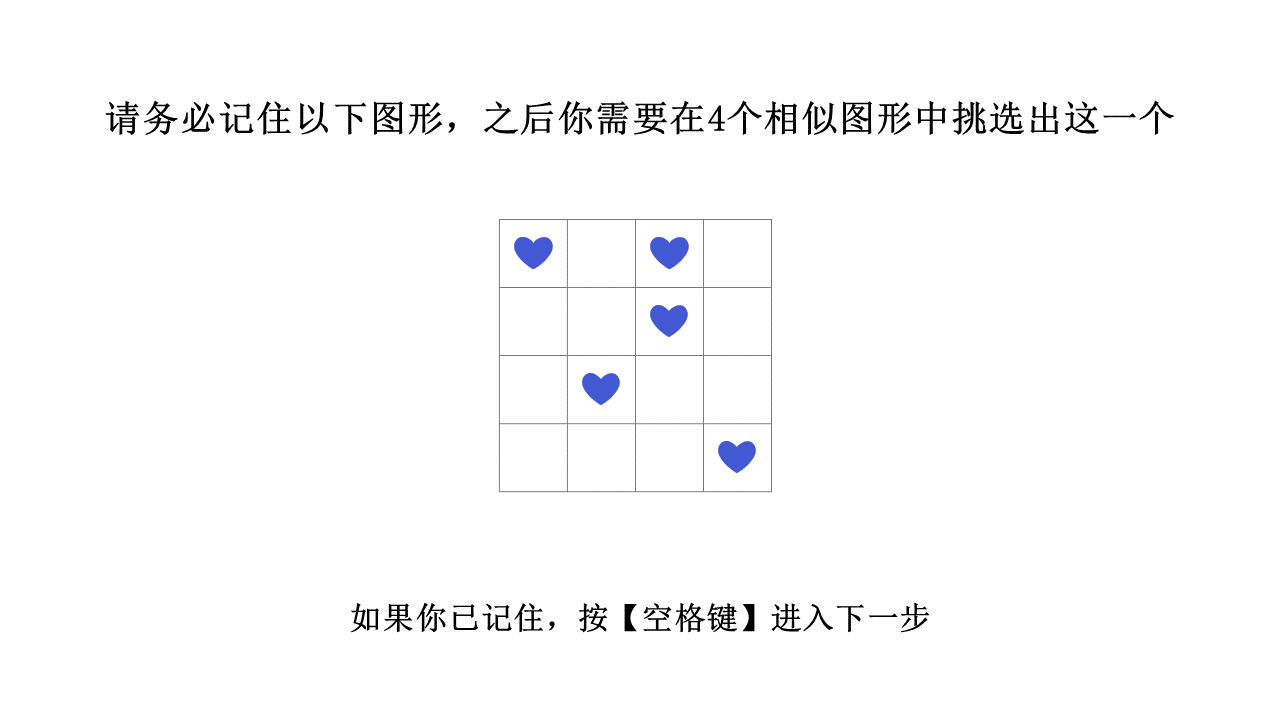 请务必记住以下图形，之后你需要在4个相似图形中挑选出这一个
如果你已记住，按【空格键】进入下一步